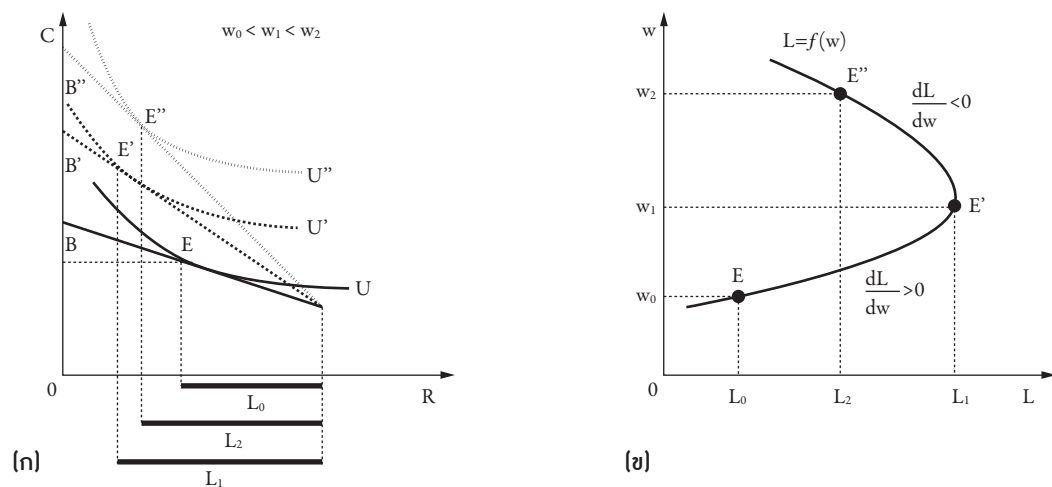 C
w₀ < w₁ < w₂
B’’
E’’
E’
B’
U’’
U’
B
E
U
0
R
L₀
L₂
L₁
(ก)
w
L=f(w)
E’’
w₂
dL/dw <0
w₁
E’
E
w₀
dL/dw >0
0
L₀
L₂
L₁
L
(ข)